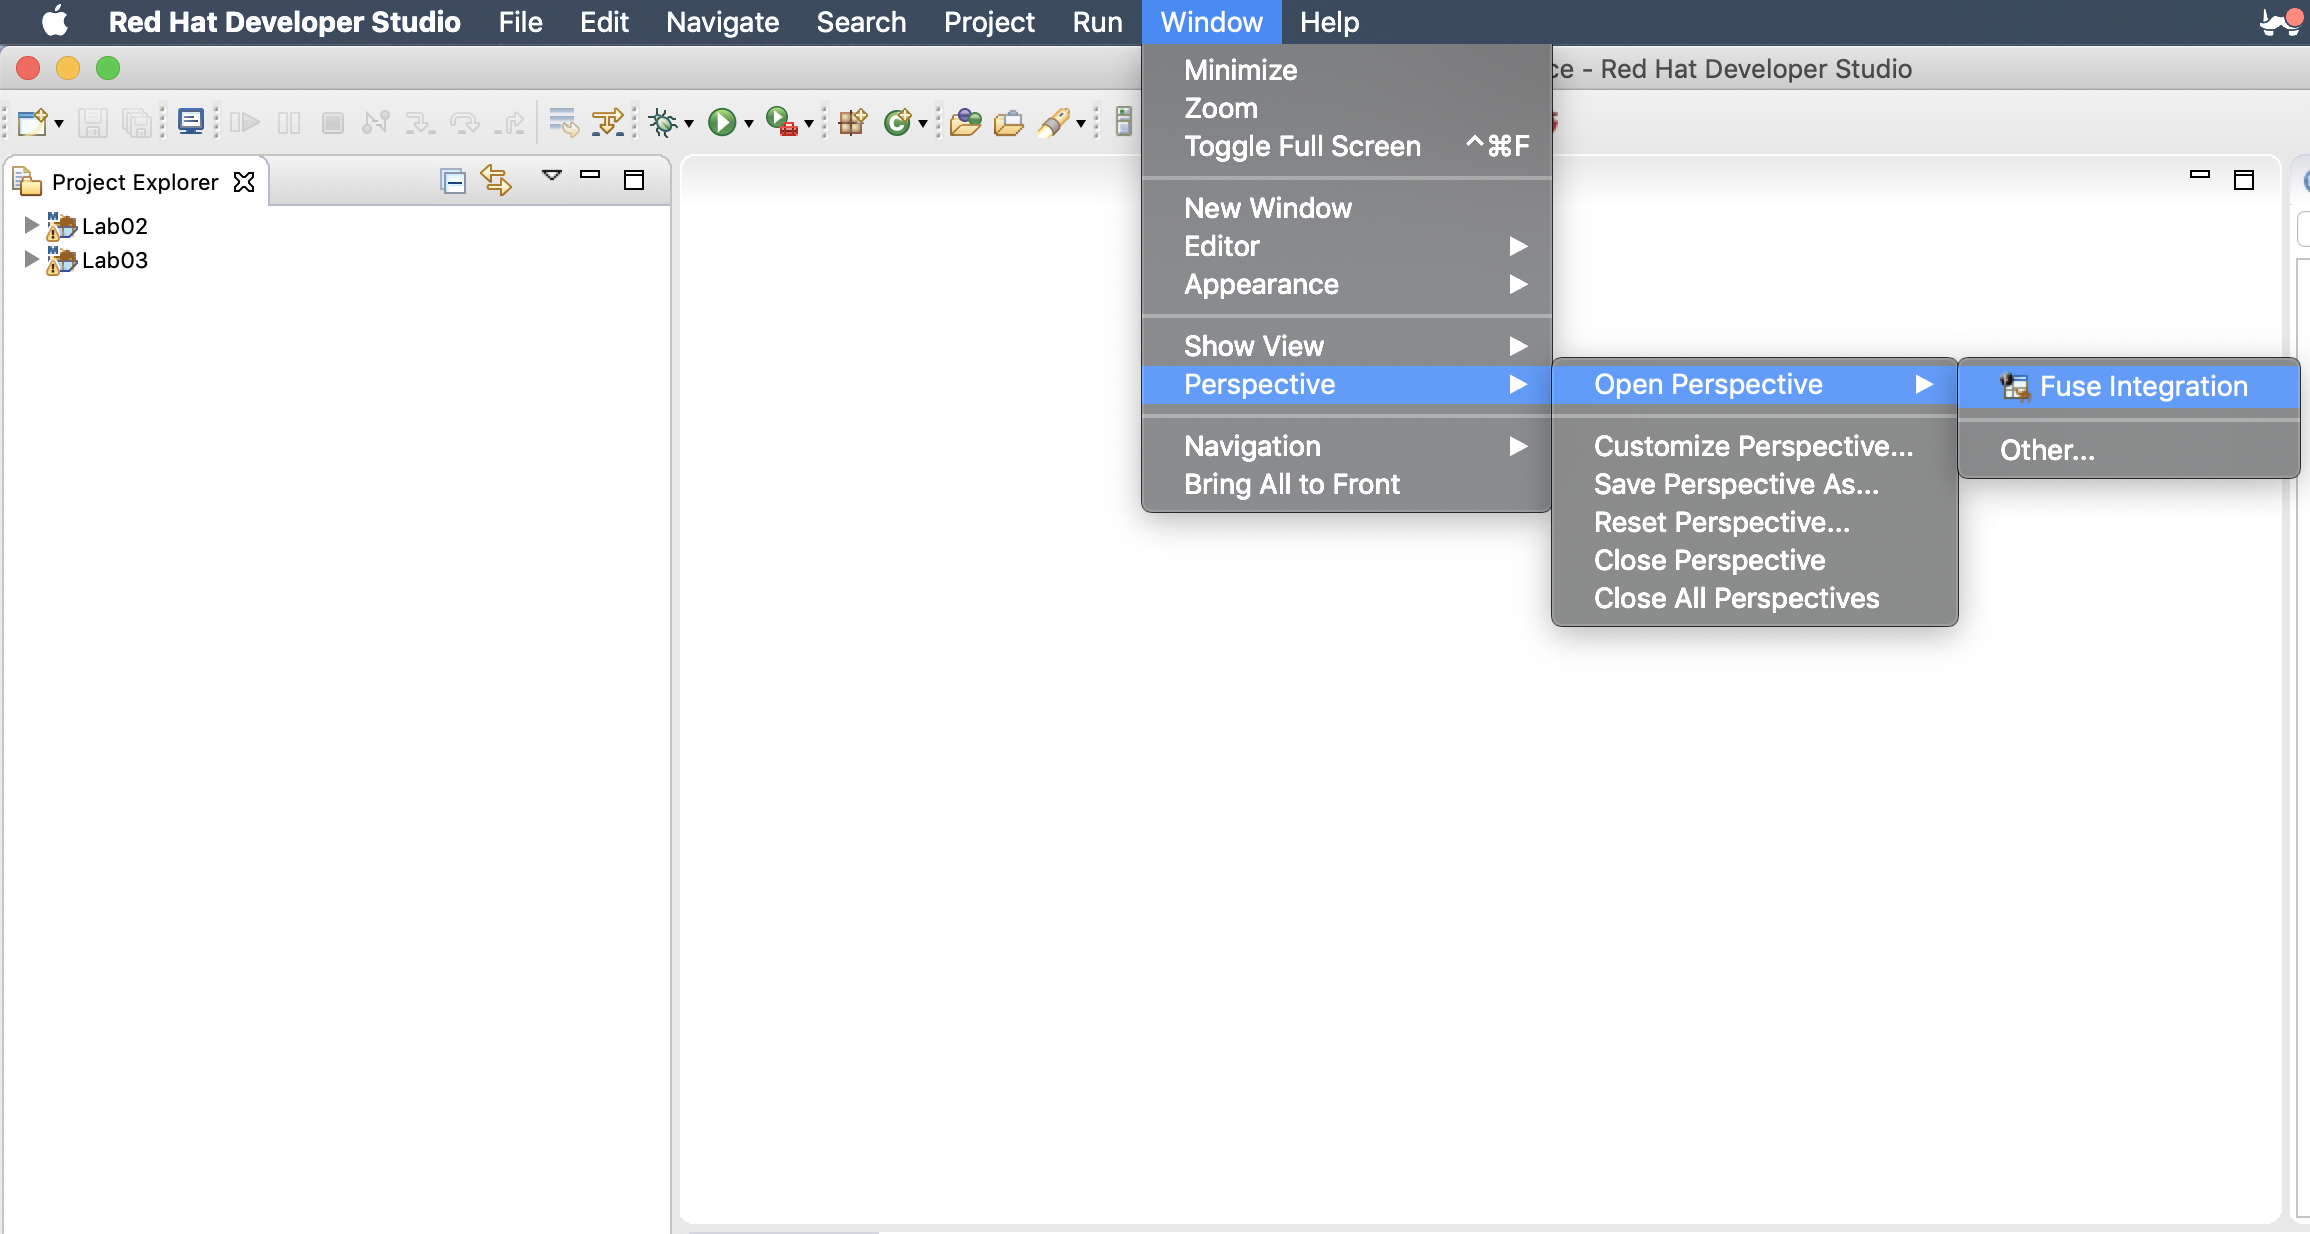 Red Hat Developer Studio File Edit Navigate Search Project Run Window Help
ce - Red Hat Developer Studio
Minimize
Zoom
Toggle Full Screen ^⌘F
New Window
Editor
Appearance
Show View
Perspective
Navigation
Bring All to Front
Open Perspective
Customize Perspective...
Save Perspective As...
Reset Perspective...
Close Perspective
Close All Perspectives
Fuse Integration
Other...
Project Explorer
Lab02
Lab03